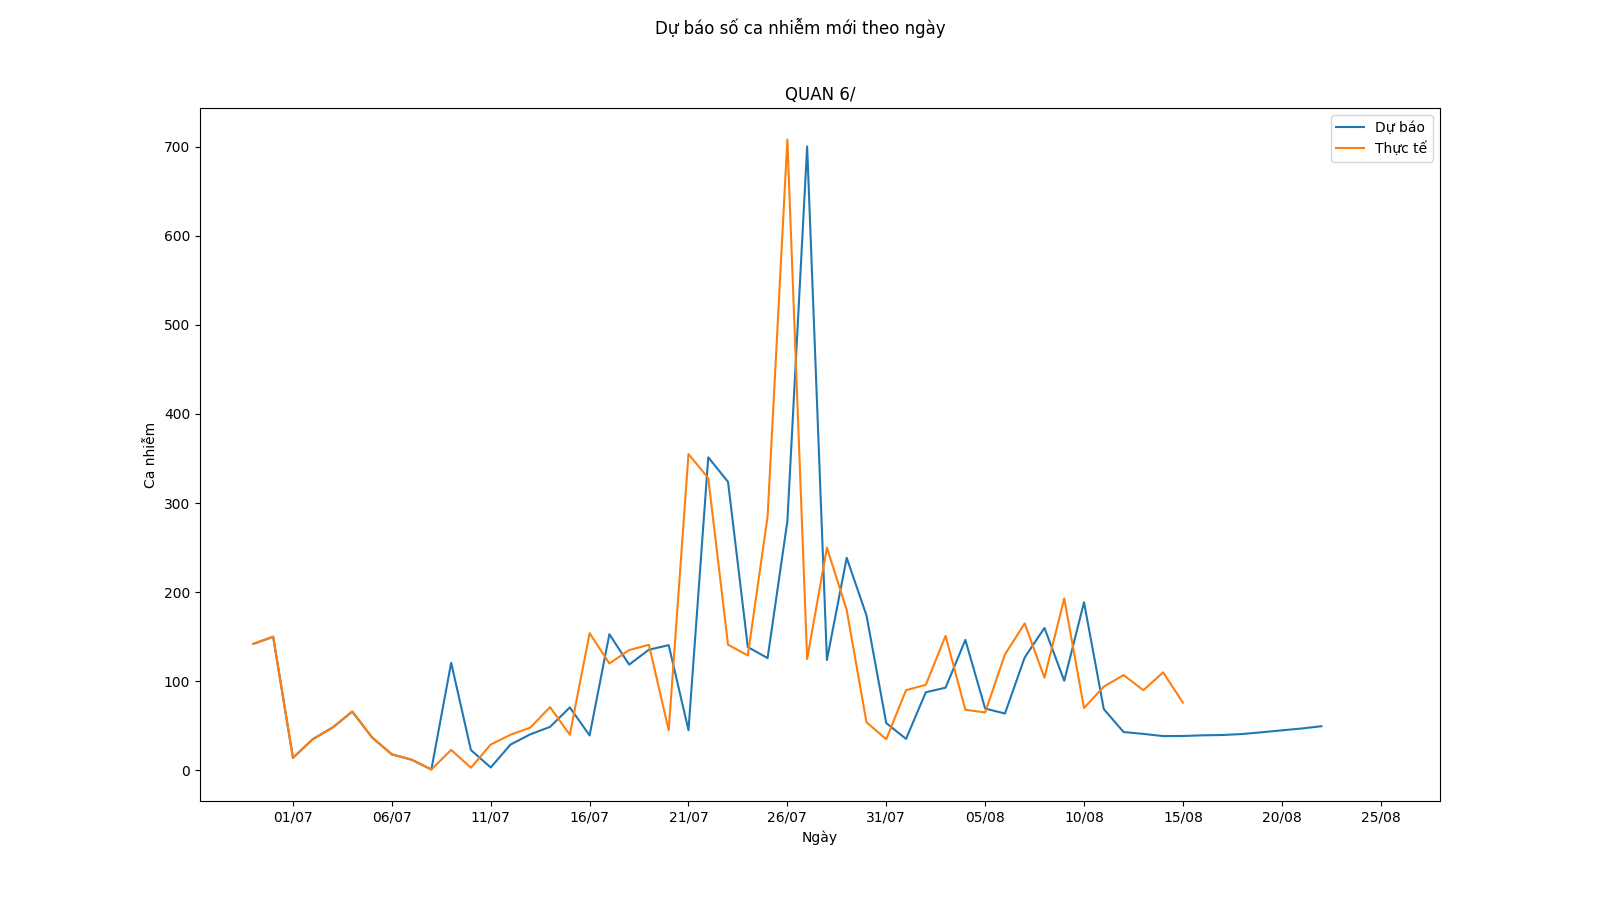 Dự báo số ca nhiễm mới theo ngày
QUAN 6/
Dự báo
Thực tế
700
600
500
400
300
200
100
0
Ca nhiễm
01/07 06/07 11/07 16/07 21/07 26/07 31/07 05/08 10/08 15/08 20/08 25/08
Ngày